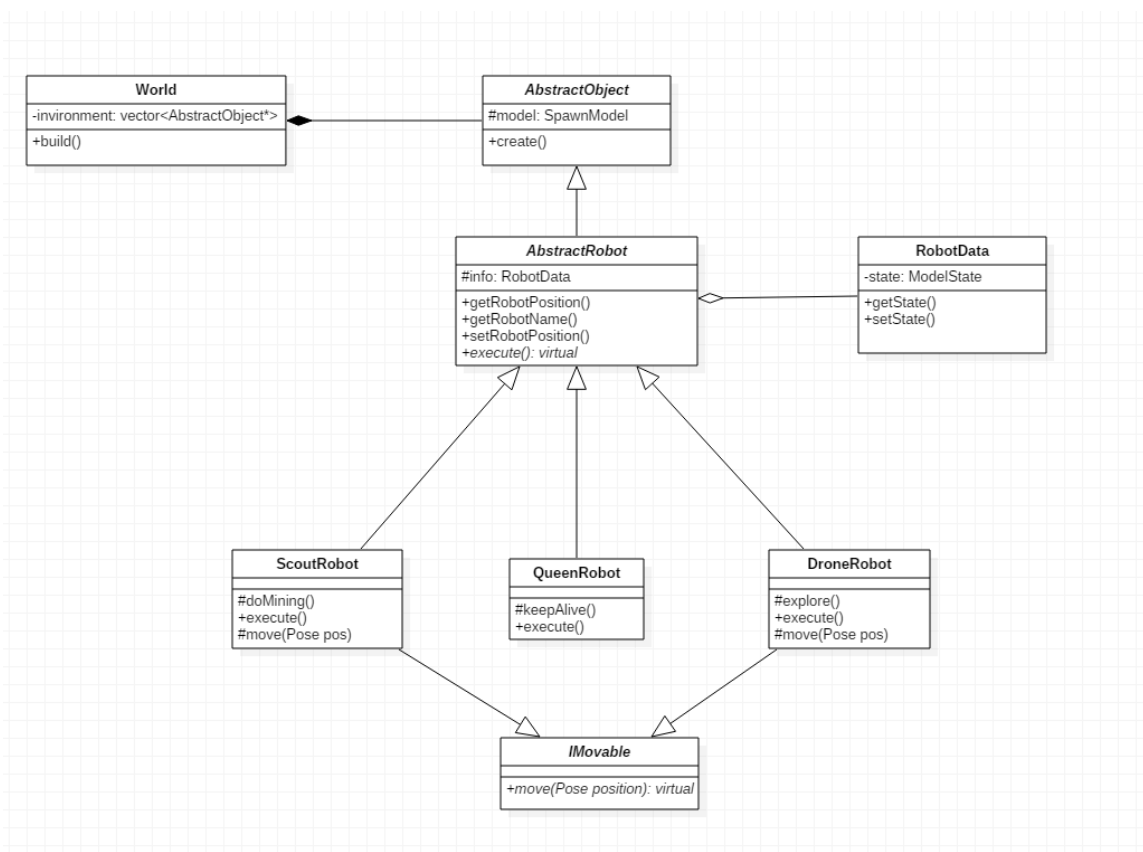 World
-invironment: vector<AbstractObject*>
+build()
AbstractObject
#model: SpawnModel
+create()
AbstractRobot
#info: RobotData
+getRobotPosition()
+getRobotName()
+setRobotPosition()
+execute(): virtual
RobotData
-state: ModelState
+getState()
+setState()
ScoutRobot
#doMining()
+execute()
#move(Pose pos)
QueenRobot
#keepAlive()
+execute()
DroneRobot
#explore()
+execute()
#move(Pose pos)
IMovable
+move(Pose position): virtual